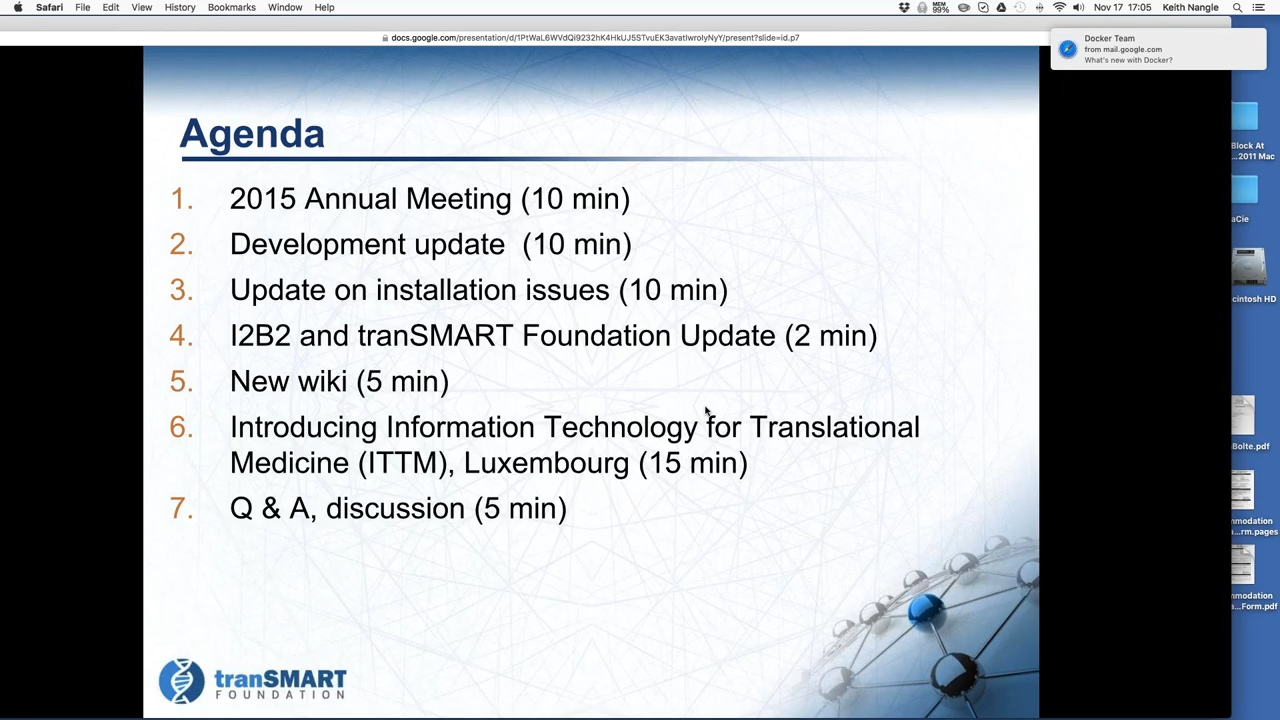 Safari File Edit View History Bookmarks Window Help MEM 99% Nov 17 17:05 Keith Nangle
docs.google.com/presentation/d/1PtWaL6WVdQi9232hK4HkUJ5STvuEK3avatIwroIyNyY/present?slide=id.p7
Docker Team
from mail.google.com
What's new with Docker?
Agenda
1. 2015 Annual Meeting (10 min)
2. Development update (10 min)
3. Update on installation issues (10 min)
4. I2B2 and tranSMART Foundation Update (2 min)
5. New wiki (5 min)
6. Introducing Information Technology for Translational
Medicine (ITTM), Luxembourg (15 min)
7. Q & A, discussion (5 min)
tranSMART
FOUNDATION
Block At
...2011 Mac
aCie
cintosh HD
Bolte.pdf
mmodation
...rm.pages
mmodation
a...Form.pdf